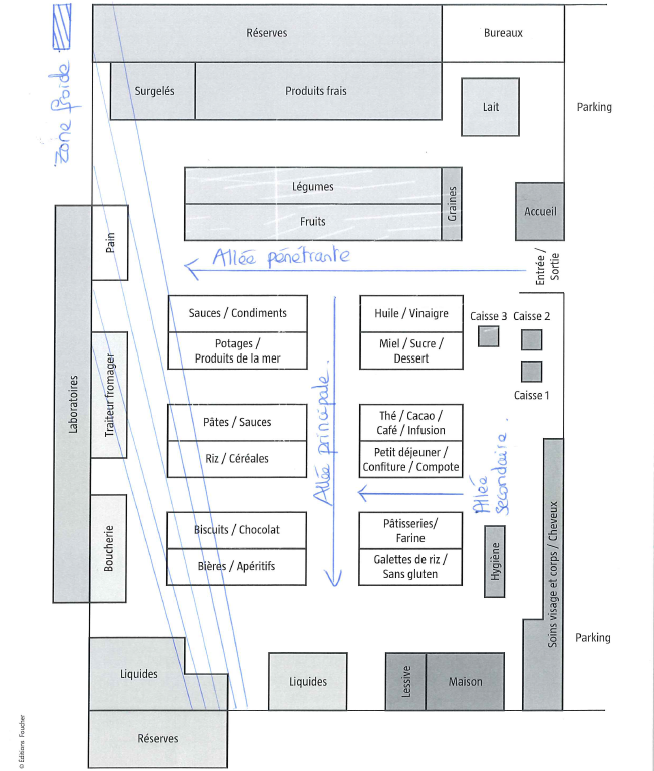 Réserves
Bureaux
Zone froide
Surgelés
Produits frais
Lait
Parking
Légumes
Fruits
Graines
Accueil
Pain
Allée pénétrante
Entrée /
Sortie
Sauces / Condiments
Potages /
Produits de la mer
Huile / Vinaigre
Miel / Sucre /
Dessert
Caisse 3
Caisse 2
Caisse 1
Laboratoires
Traiteur fromager
Allée principale.
Pâtes / Sauces
Riz / Céréales
Thé / Cacao /
Café / Infusion
Petit déjeuner /
Confiture / Compote
Allée
secondaire.
Boucherie
Biscuits / Chocolat
Bières / Apéritifs
Pâtisseries/
Farine
Galettes de riz /
Sans gluten
Hygiène
Soins visage et corps / Cheveux
Liquides
Liquides
Lessive
Maison
Parking
Réserves
© Editions Foucher